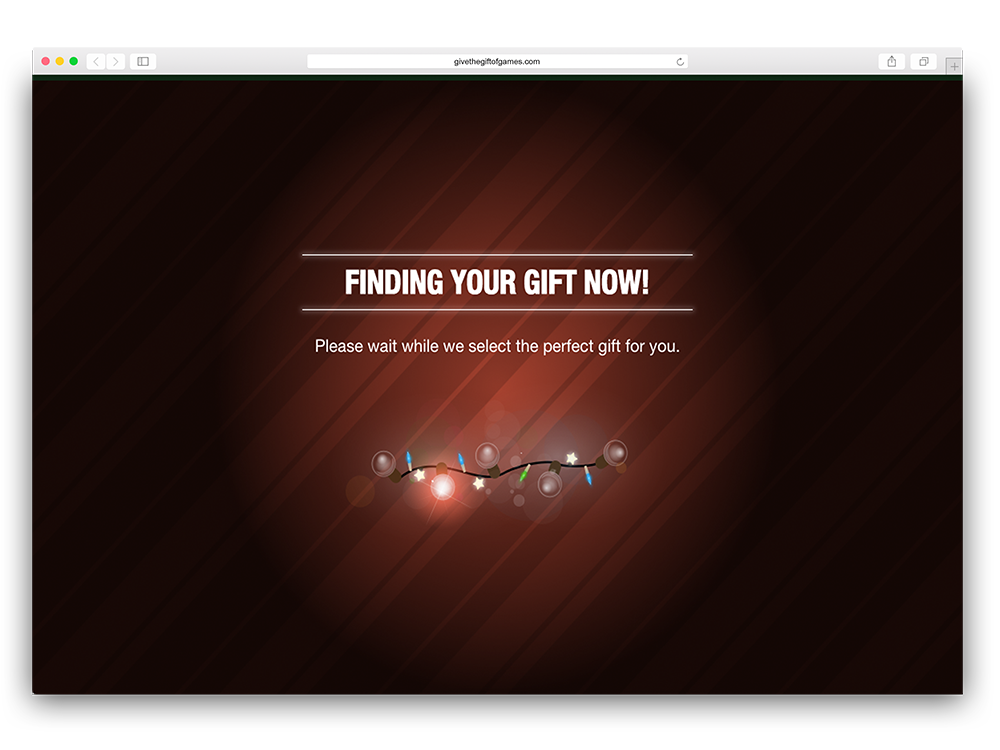 givethegiftofgames.com
FINDING YOUR GIFT NOW!
Please wait while we select the perfect gift for you.